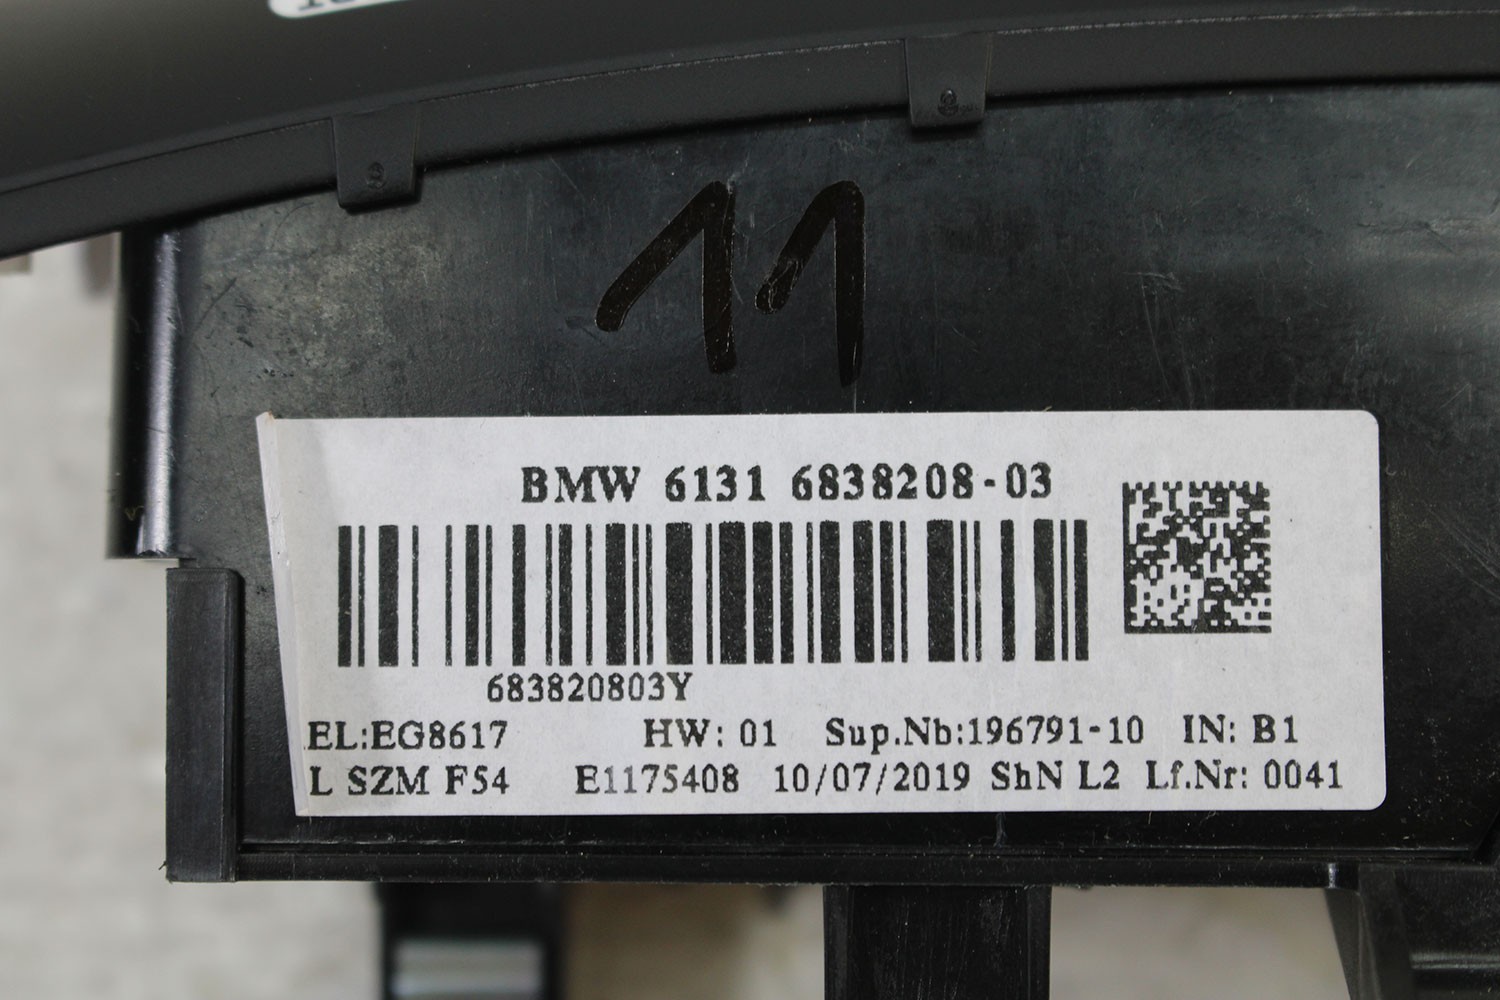 11
BMW 6131 6838208-03
683820803Y
EL:EG8617 HW: 01 Sup.Nb:196791-10 IN: B1
L SZM F54 E1175408 10/07/2019 ShN L2 Lf.Nr: 0041